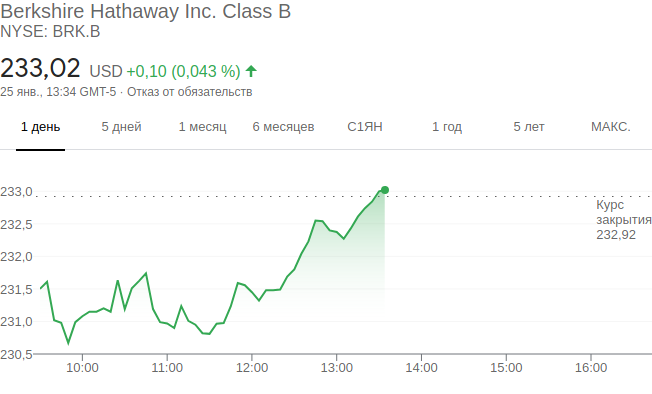 Berkshire Hathaway Inc. Class B
NYSE: BRK.B
233,02 USD +0,10 (0,043 %)
25 янв., 13:34 GMT-5 · Отказ от обязательств
1 день 5 дней 1 месяц 6 месяцев С1ЯН 1 год 5 лет МАКС.
233,0
Курс
закрытия
232,92
232,5
232,0
231,5
231,0
230,5
10:00 11:00 12:00 13:00 14:00 15:00 16:00